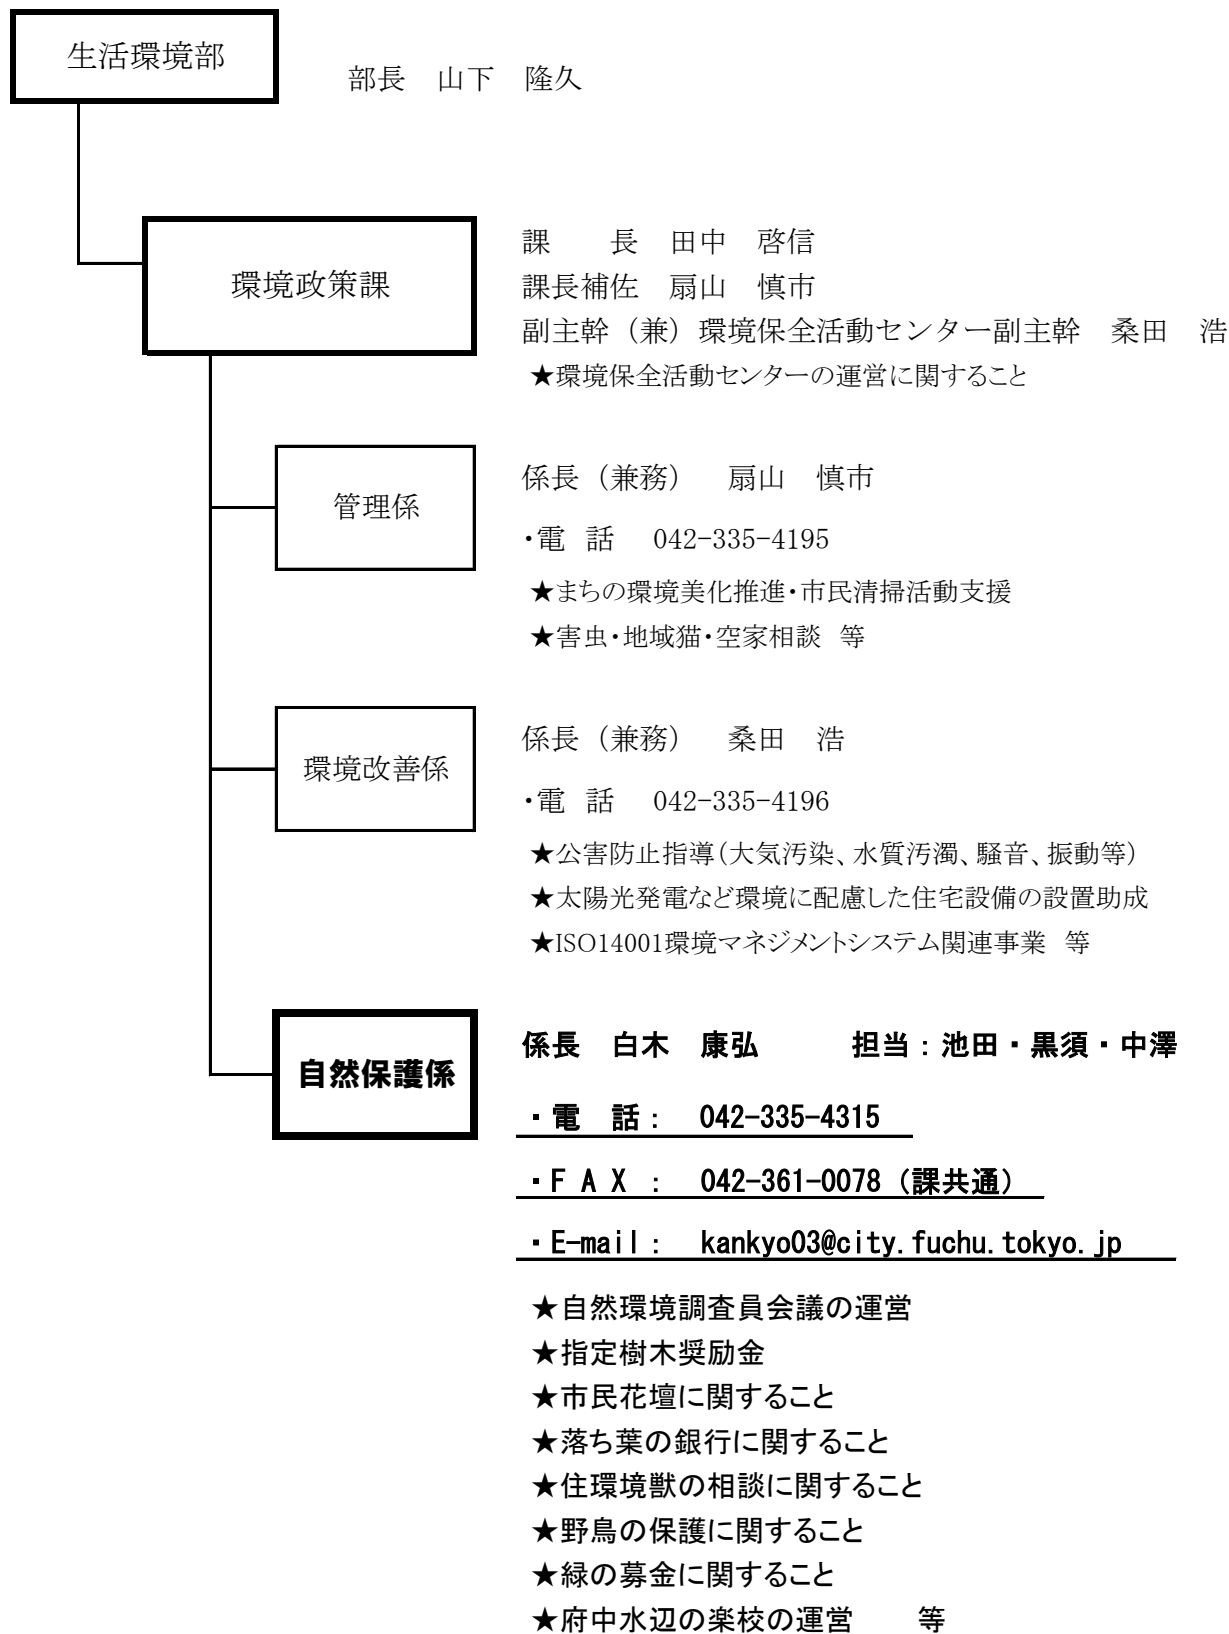 生活環境部
部長　山下　隆久
環境政策課
課　　長　田中　啓信
課長補佐　扇山　慎市
副主幹（兼）環境保全活動センター副主幹　桑田　浩
★環境保全活動センターの運営に関すること
管理係
係長（兼務）　扇山　慎市
・電　話　042-335-4195
★まちの環境美化推進・市民清掃活動支援
★害虫・地域猫・空家相談　等
環境改善係
係長（兼務）　桑田　浩
・電　話　042-335-4196
★公害防止指導（大気汚染、水質汚濁、騒音、振動等）
★太陽光発電など環境に配慮した住宅設備の設置助成
★ISO14001環境マネジメントシステム関連事業　等
自然保護係
係長　白木　康弘　　　担当：池田・黒須・中澤
・電　話：　042-335-4315
・ＦＡＸ：　042-361-0078（課共通）
・E-mail：　kankyo03@city.fuchu.tokyo.jp
★自然環境調査員会議の運営
★指定樹木奨励金
★市民花壇に関すること
★落ち葉の銀行に関すること
★住環境獣の相談に関すること
★野鳥の保護に関すること
★緑の募金に関すること
★府中水辺の楽校の運営　　等